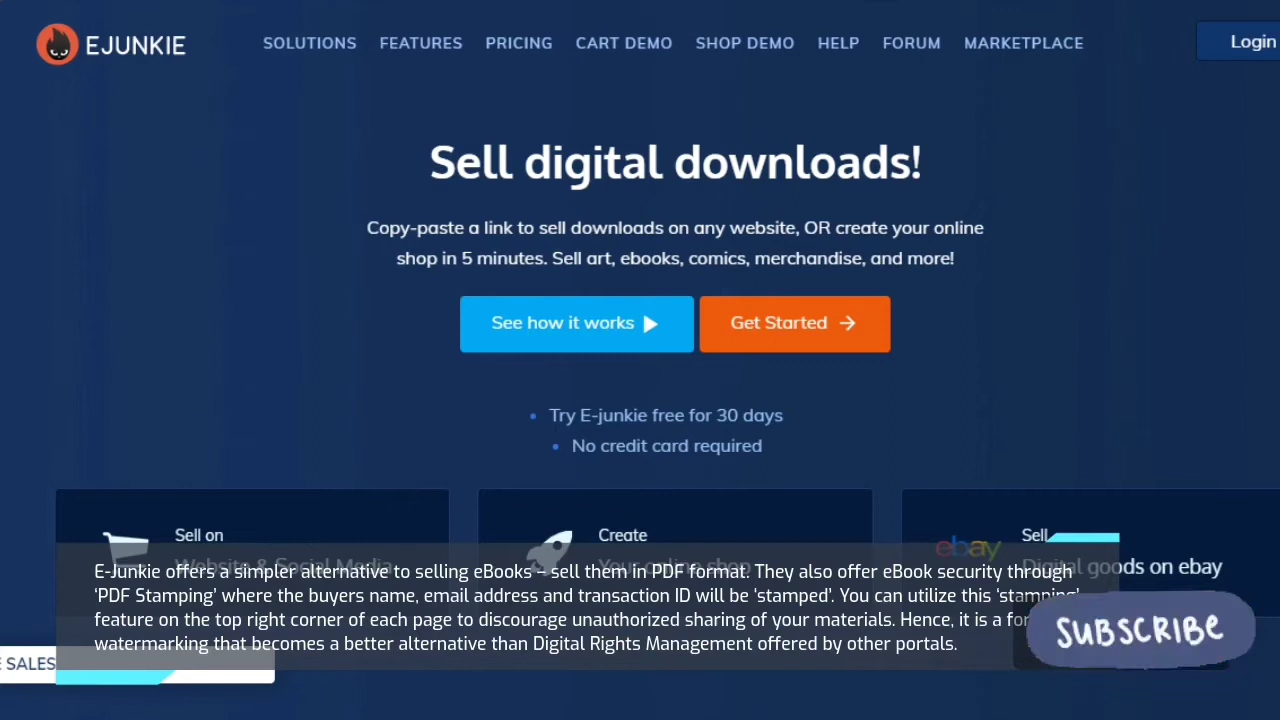 EJUNKIE
SOLUTIONS FEATURES PRICING CART DEMO SHOP DEMO HELP FORUM MARKETPLACE
Login
Sell digital downloads!
Copy-paste a link to sell downloads on any website, OR create your online
shop in 5 minutes. Sell art, ebooks, comics, merchandise, and more!
See how it works
Get Started
Try E-junkie free for 30 days
No credit card required
Sell on
Website & Social Media
Create
Your online shop
ebay
Sell
Digital goods on ebay
E-Junkie offers a simpler alternative to selling eBooks – sell them in PDF format. They also offer eBook security through
‘PDF Stamping’ where the buyers name, email address and transaction ID will be ‘stamped’. You can utilize this ‘stamping’
feature on the top right corner of each page to discourage unauthorized sharing of your materials. Hence, it is a
watermarking that becomes a better alternative than Digital Rights Management offered by other portals.
SUBSCRIBE
SALES